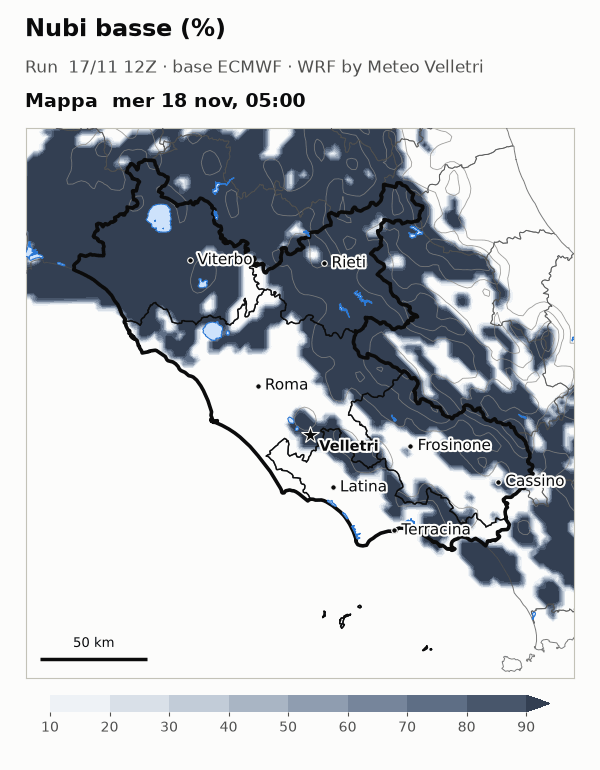 Nubi basse (%)
Run  17/11 12Z · base ECMWF · WRF by Meteo Velletri
Mappa  mer 18 nov, 05:00
Viterbo
Rieti
Roma
Velletri
Frosinone
Latina
Cassino
Terracina
50 km
10 20 30 40 50 60 70 80 90